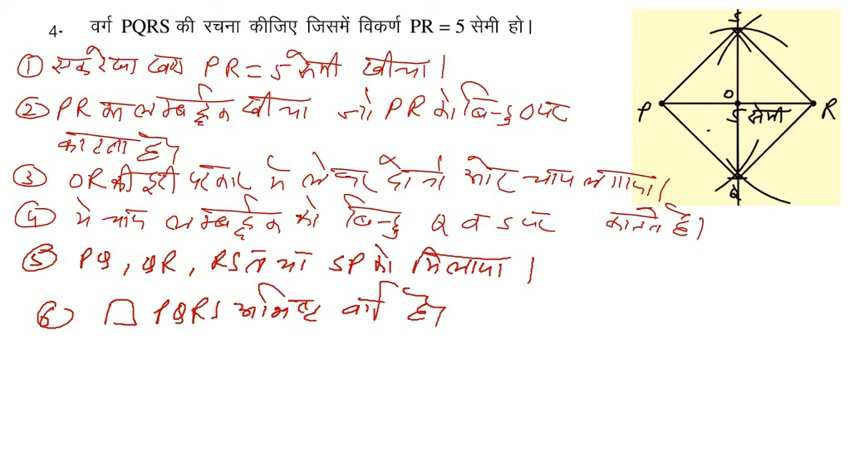 4. वर्ग PQRS की रचना कीजिए जिसमें विकर्ण PR = 5 सेमी हो।
① एक रेखा खण्ड PR = 5 सेमी खींचा।
② PR का लम्बार्द्धक खींचा जो PR को बिन्दु O पर
काटता है।
③ OR की दूरी परकार में लेकर दोनों ओर चाप लगाया।
④ ये चाप लम्बार्द्धक को बिन्दु Q व S पर काटते है।
⑤ PQ, QR, RS तथा SP को मिलाया।
⑥ □ PQRS अभिष्ट वर्ग है।
S
P
O
R
5 सेमी
Q